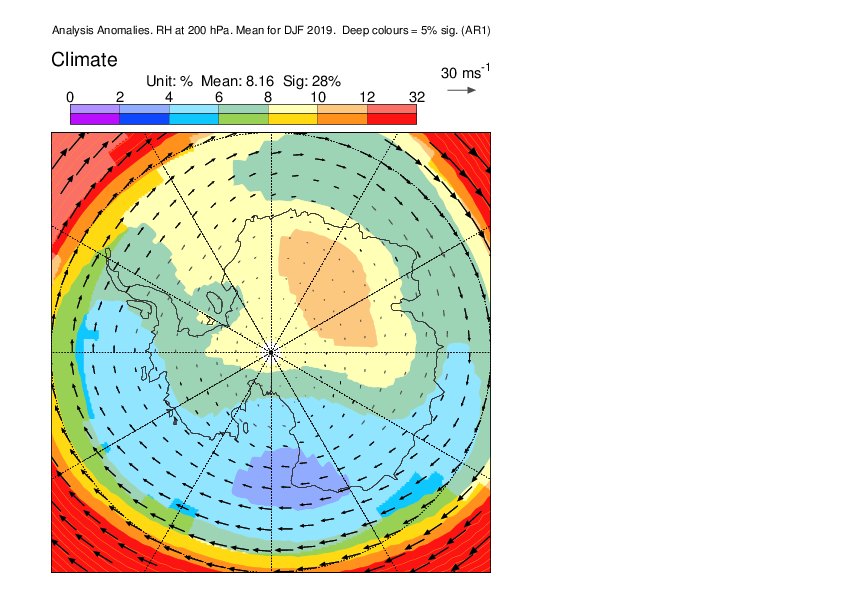 Analysis Anomalies. RH at 200 hPa. Mean for DJF 2019. Deep colours = 5% sig. (AR1)
Climate
Unit: % Mean: 8.16 Sig: 28%
30 ms-1
0 2 4 6 8 10 12 32